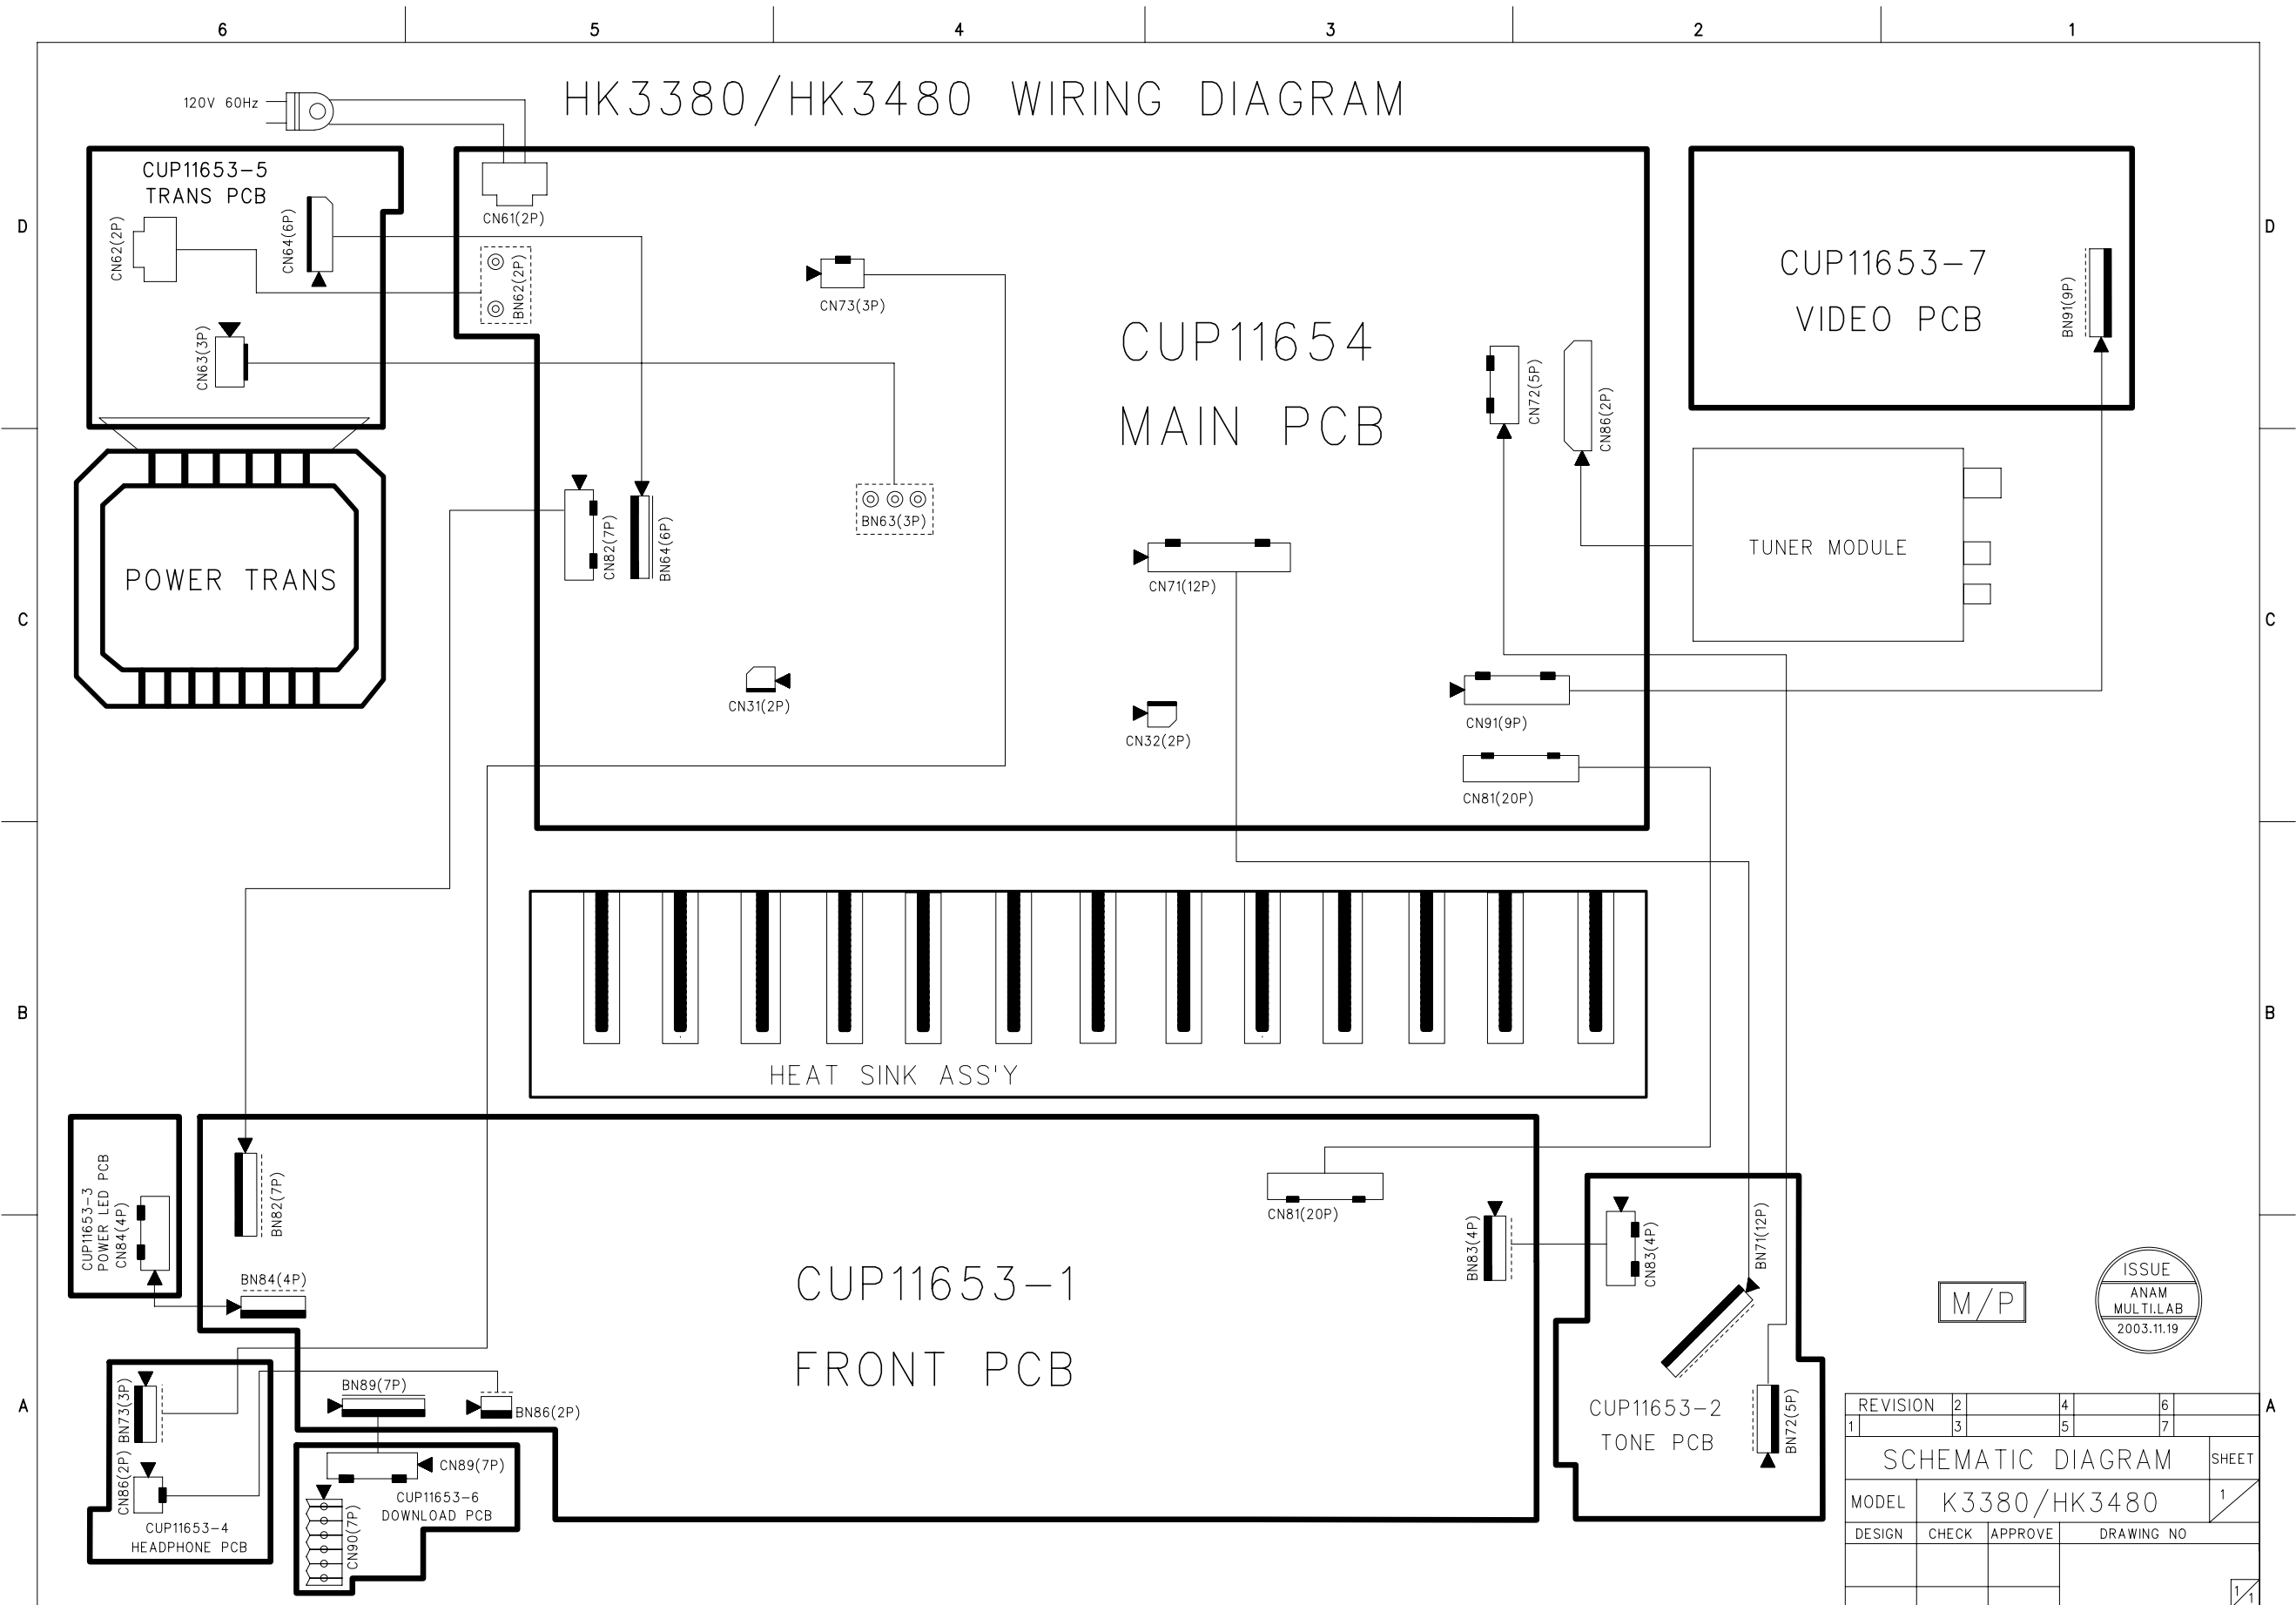 6 5 4 3 2 1
HK3380/HK3480 WIRING DIAGRAM
120V 60Hz
CUP11653-5
TRANS PCB
CN62(2P)
CN64(6P)
CN63(3P)
D
CN61(2P)
BN62(2P)
CN73(3P)
CUP11654
MAIN PCB
CN72(5P)
CN86(2P)
CUP11653-7
VIDEO PCB
BN91(9P)
D
POWER TRANS
C
CN82(7P)
BN64(6P)
BN63(3P)
CN71(12P)
TUNER MODULE
C
CN31(2P)
CN32(2P)
CN91(9P)
CN81(20P)
B
HEAT SINK ASS'Y
B
CUP11653-3
POWER LED PCB
CN84(4P)
BN82(7P)
BN84(4P)
CN81(20P)
CUP11653-1
FRONT PCB
BN83(4P)
CN83(4P)
BN71(12P)
CUP11653-2
TONE PCB
BN72(5P)
M/P
ISSUE
ANAM
MULTI.LAB
2003.11.19
A
BN73(3P)
CN86(2P)
CUP11653-4
HEADPHONE PCB
BN89(7P)
BN86(2P)
CN89(7P)
CUP11653-6
DOWNLOAD PCB
CN90(7P)
A
REVISION 2 4 6
1 3 5 7
SCHEMATIC DIAGRAM SHEET
MODEL K3380/HK3480 1/
DESIGN CHECK APPROVE DRAWING NO
1/1